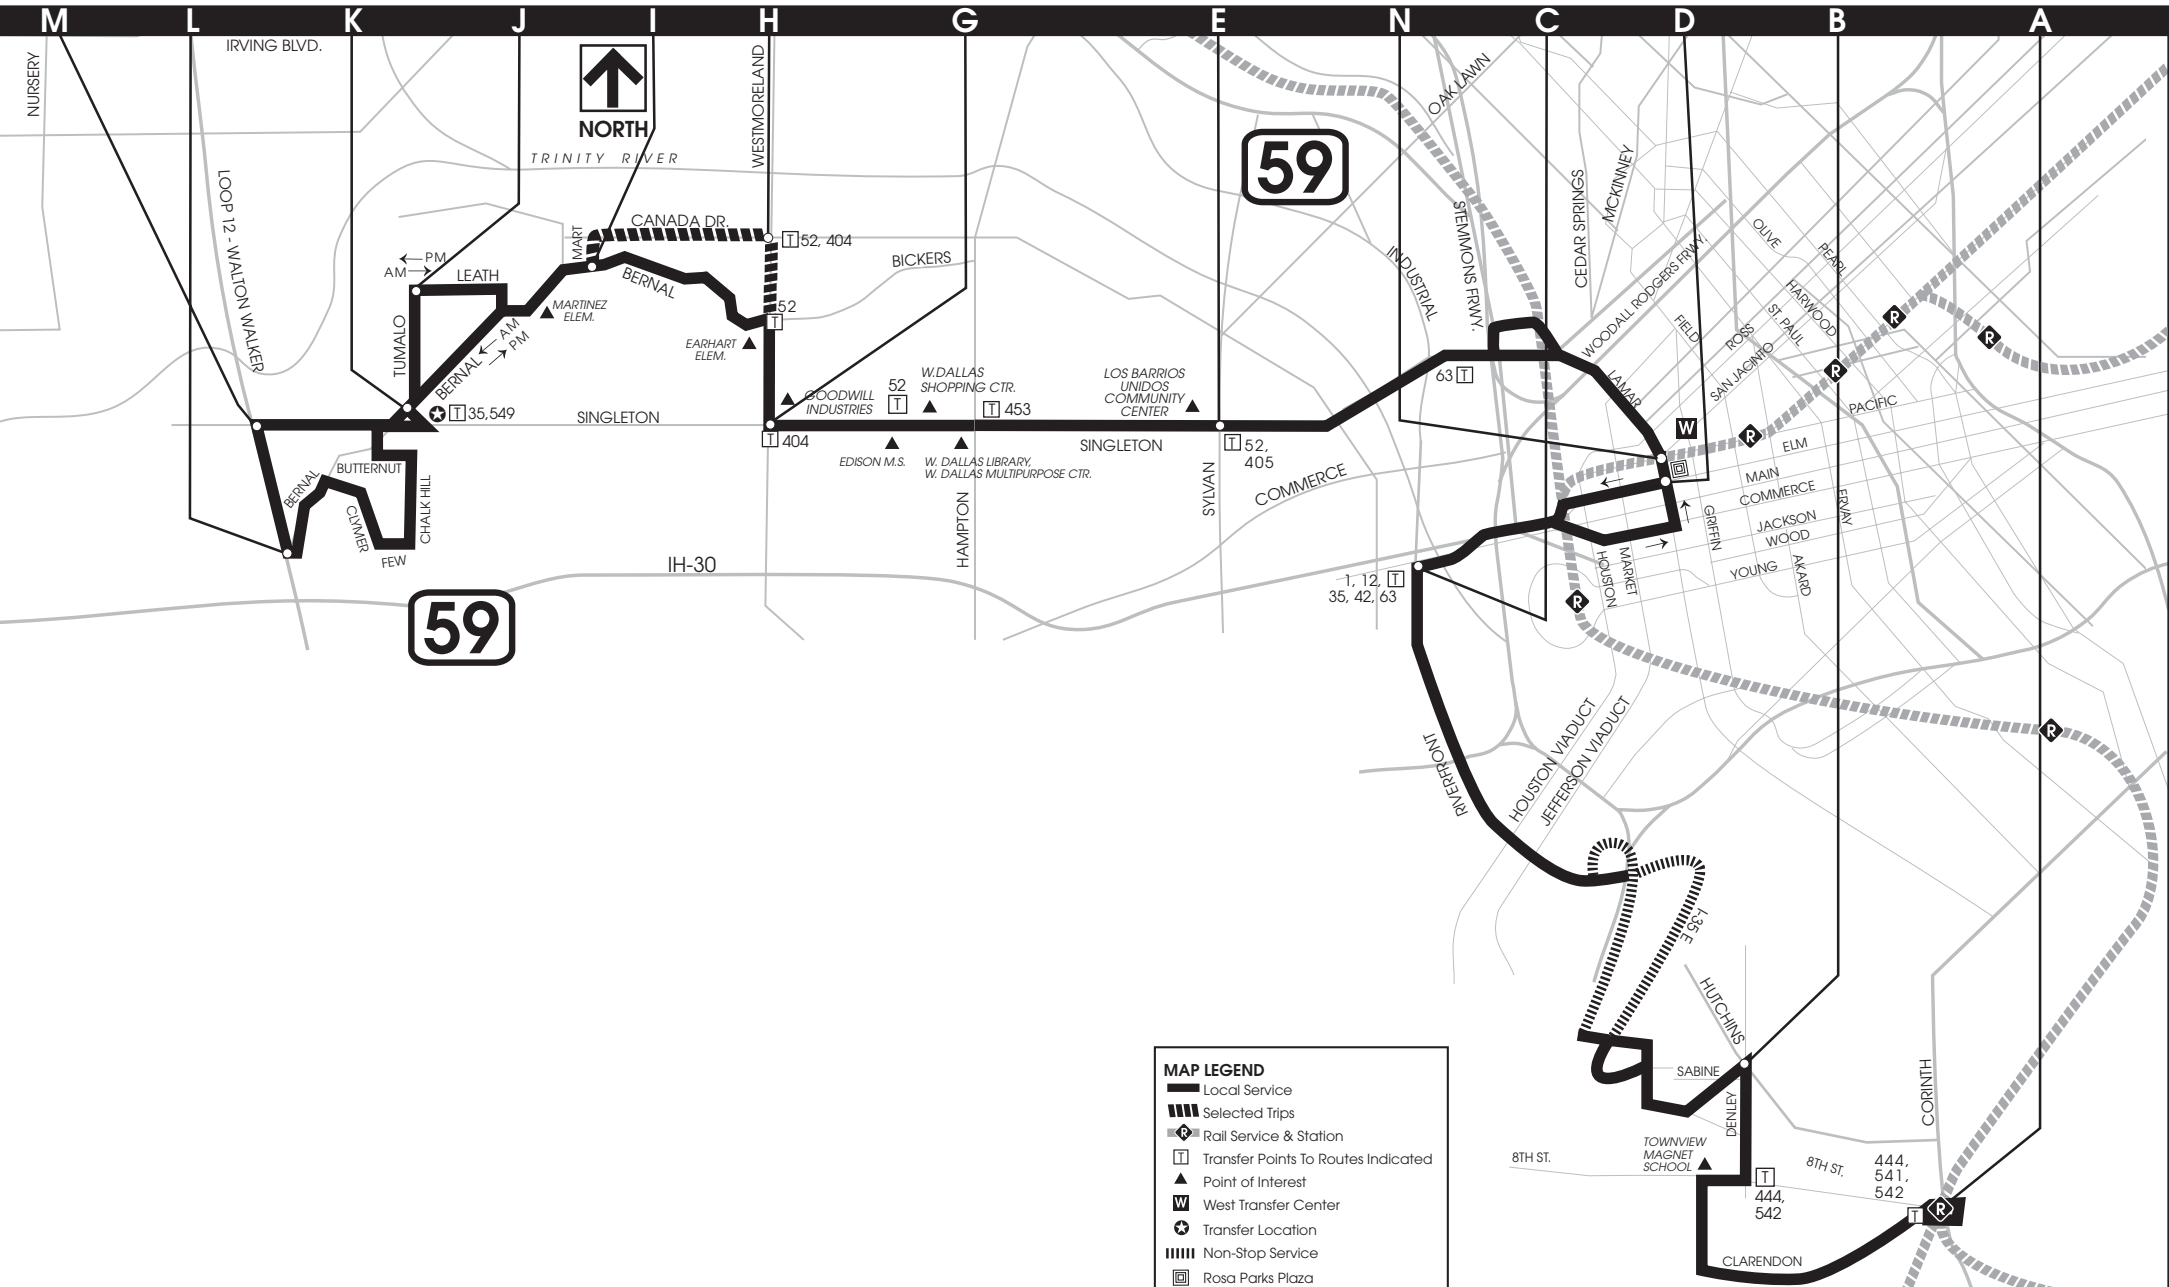 M L K J I H G E N C D B A
NURSERY
IRVING BLVD.
NORTH
TRINITY RIVER
WESTMORELAND
LOOP 12 - WALTON WALKER
CANADA DR.
MART
T 52, 404
BICKERS
PM
AM
LEATH
BERNAL
MARTINEZ
ELEM.
52
T
TUMALO
AM
PM
BERNAL
EARHART
ELEM.
T 35,549
SINGLETON
GOODWILL
INDUSTRIES
52
T
W.DALLAS
SHOPPING CTR.
T 453
LOS BARRIOS
UNIDOS
COMMUNITY
CENTER
T 404
EDISON M.S.
W. DALLAS LIBRARY,
W. DALLAS MULTIPURPOSE CTR.
SINGLETON
T 52,
405
SYLVAN
COMMERCE
HAMPTON
BUTTERNUT
BERNAL
CLYMER
CHALK HILL
FEW
IH-30
59
59
OAK LAWN
STEMMONS FRWY.
INDUSTRIAL
CEDAR SPRINGS
MCKINNEY
WOODALL RODGERS FRWY.
OLIVE
PEARL
HARWOOD
ST. PAUL
FIELD
ROSS
SAN JACINTO
LAMAR
63 T
R
R
R
R
W
PACIFIC
ELM
MAIN
COMMERCE
ERVAY
JACKSON
WOOD
YOUNG
AKARD
GRIFFIN
MARKET
HOUSTON
1, 12, T
35, 42, 63
R
R
RIVERFRONT
HOUSTON VIADUCT
JEFFERSON VIADUCT
I-35 E
HUTCHINS
SABINE
DENLEY
CORINTH
TOWNVIEW
MAGNET
SCHOOL
8TH ST.
8TH ST.
T
444,
542
444,
541,
542
T R
CLARENDON
MAP LEGEND
Local Service
Selected Trips
R Rail Service & Station
T Transfer Points To Routes Indicated
Point of Interest
W West Transfer Center
Transfer Location
Non-Stop Service
Rosa Parks Plaza